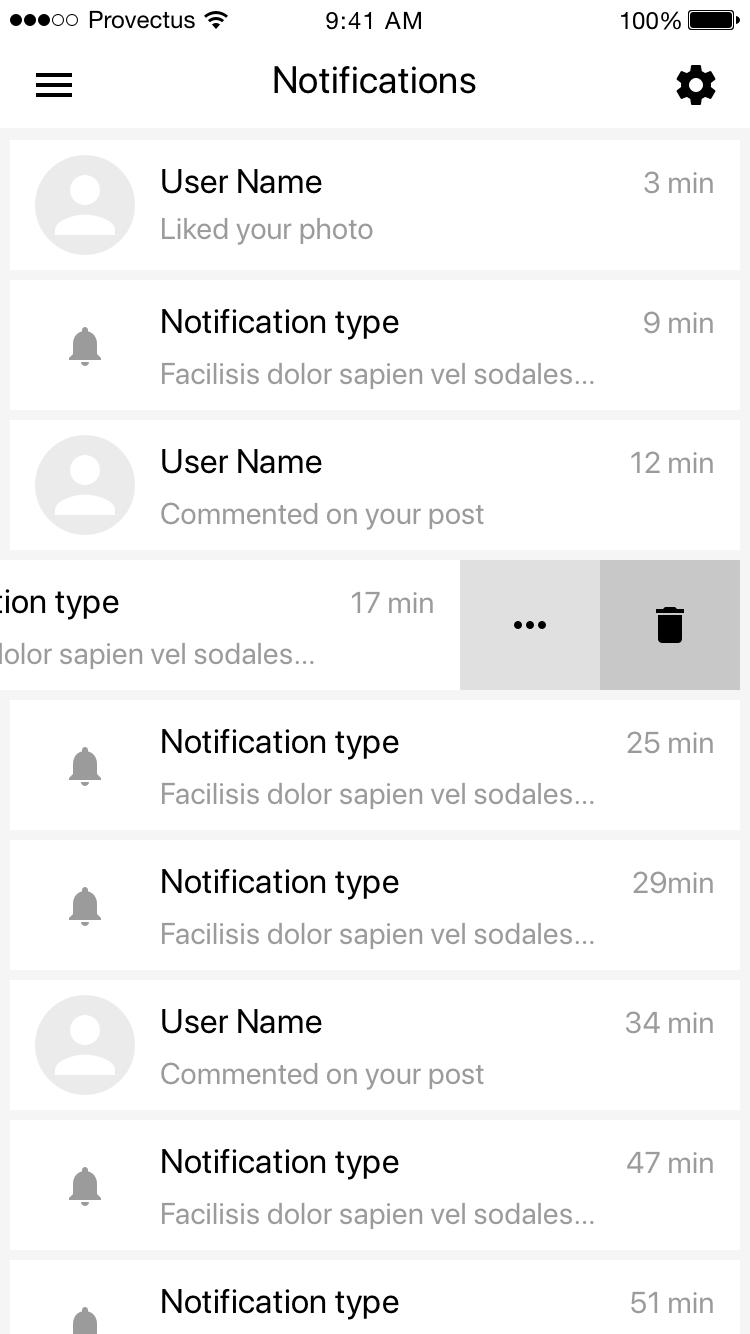 Provectus 9:41 AM 100%
Notifications
User Name 3 min
Liked your photo
Notification type 9 min
Facilisis dolor sapien vel sodales...
User Name 12 min
Commented on your post
tion type 17 min
dolor sapien vel sodales...
Notification type 25 min
Facilisis dolor sapien vel sodales...
Notification type 29min
Facilisis dolor sapien vel sodales...
User Name 34 min
Commented on your post
Notification type 47 min
Facilisis dolor sapien vel sodales...
Notification type 51 min